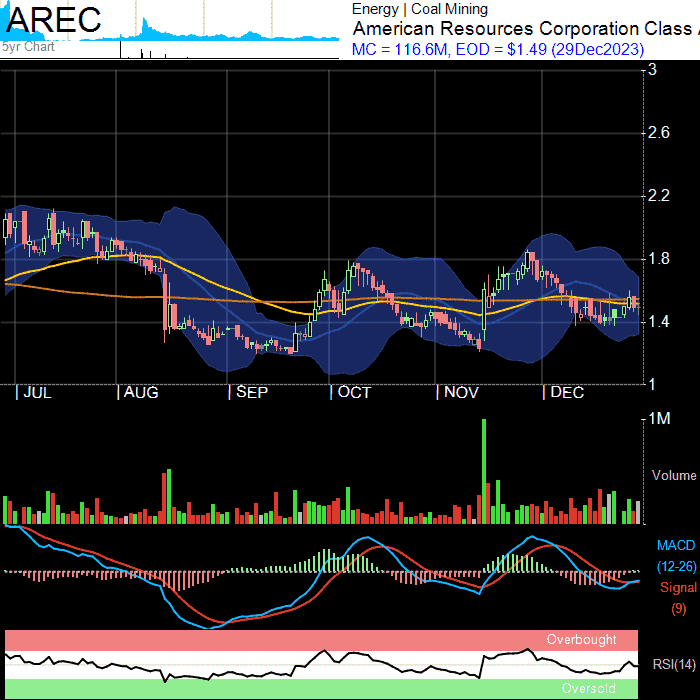 AREC
5yr Chart
Energy | Coal Mining
American Resources Corporation Class
MC = 116.6M, EOD = $1.49 (29Dec2023)
3
2.6
2.2
1.8
1.4
1
| JUL | AUG | SEP | OCT | NOV | DEC
1M
Volume
MACD
(12-26)
Signal
(9)
Overbought
RSI(14)
Oversold